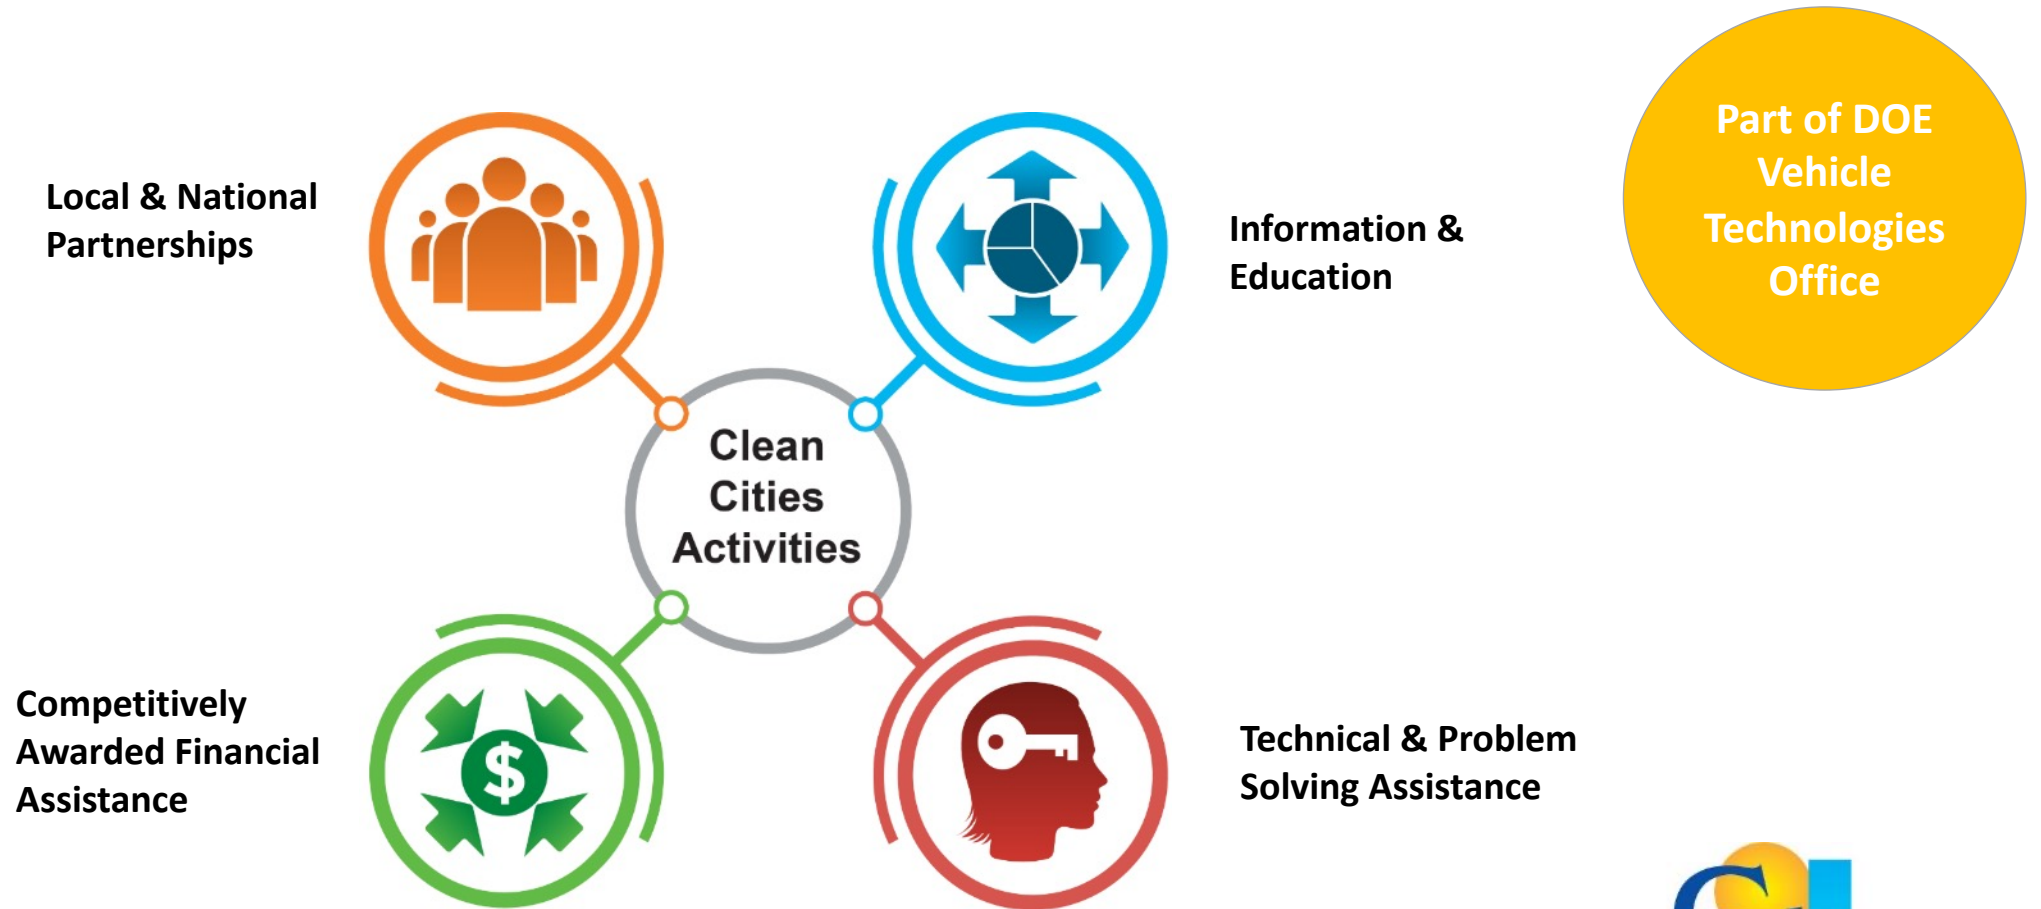 Local & National
Partnerships
Information &
Education
Part of DOE
Vehicle
Technologies
Office
Clean
Cities
Activities
Competitively
Awarded Financial
Assistance
$
Technical & Problem
Solving Assistance